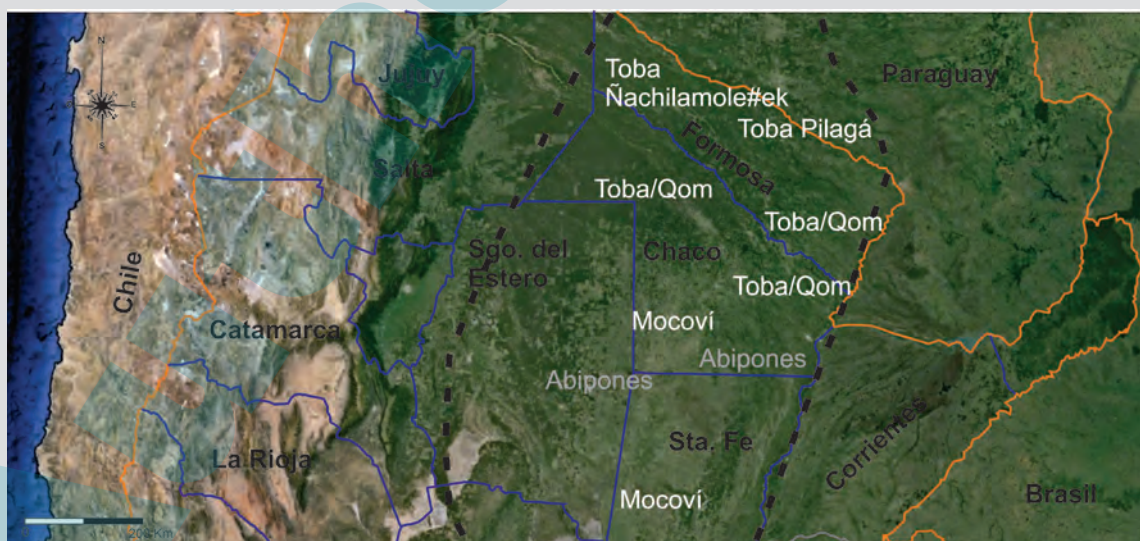 N
E
S
Jujuy
Toba
Ñachilamole#ek
Paraguay
Toba Pilagá
Formosa
Salta
Toba/Qom
Toba/Qom
Sgo. del
Estero
Chaco
Chile
Toba/Qom
Catamarca
Mocoví
Abipones
Abipones
Corrientes
Sta. Fe
La Rioja
Mocoví
Brasil